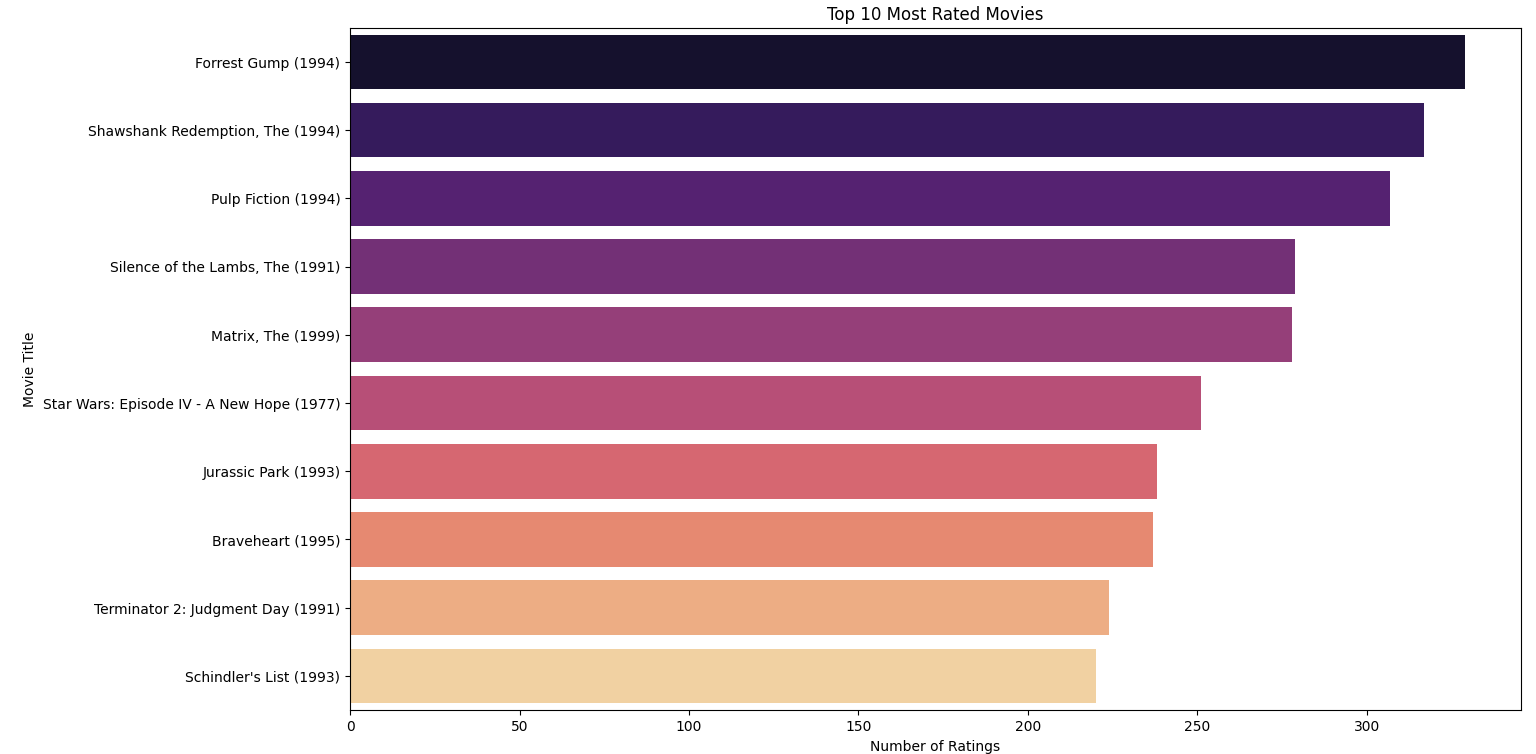 Top 10 Most Rated Movies
Movie Title
Forrest Gump (1994)
Shawshank Redemption, The (1994)
Pulp Fiction (1994)
Silence of the Lambs, The (1991)
Matrix, The (1999)
Star Wars: Episode IV - A New Hope (1977)
Jurassic Park (1993)
Braveheart (1995)
Terminator 2: Judgment Day (1991)
Schindler's List (1993)
0 50 100 150 200 250 300
Number of Ratings